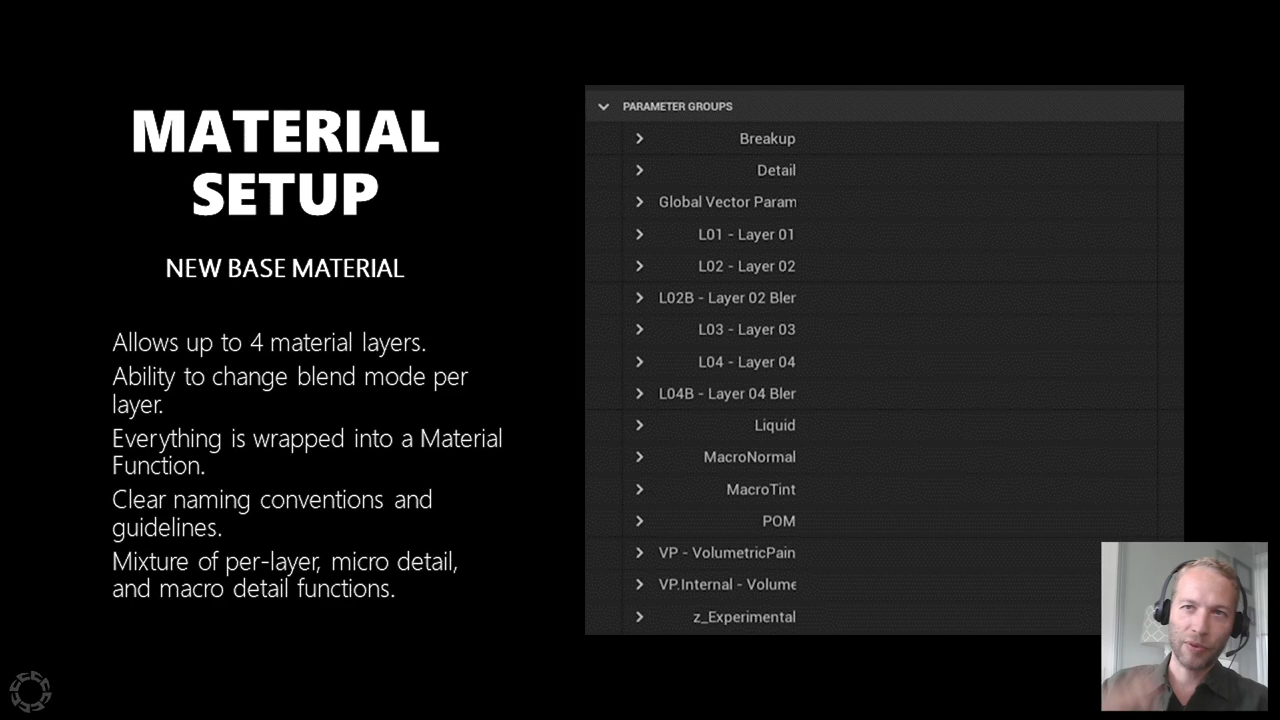 MATERIAL
SETUP
NEW BASE MATERIAL
Allows up to 4 material layers.
Ability to change blend mode per
layer.
Everything is wrapped into a Material
Function.
Clear naming conventions and
guidelines.
Mixture of per-layer, micro detail,
and macro detail functions.
PARAMETER GROUPS
Breakup
Detail
Global Vector Param
L01 - Layer 01
L02 - Layer 02
L02B - Layer 02 Bler
L03 - Layer 03
L04 - Layer 04
L04B - Layer 04 Bler
Liquid
MacroNormal
MacroTint
POM
VP - VolumetricPain
VP.Internal - Volume
z_Experimental